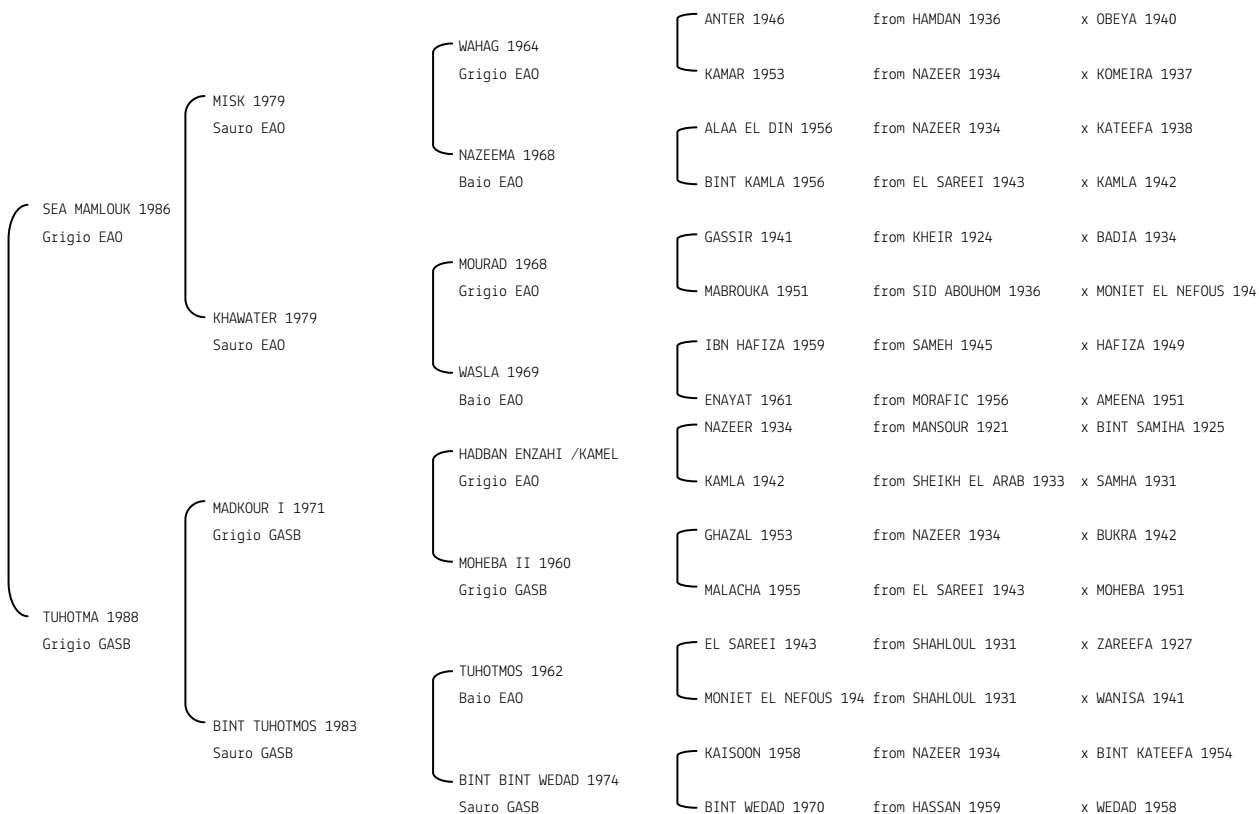 ANTER 1946 from HAMDAN 1936 x OBEYA 1940
WAHAG 1964
Grigio EAO
KAMAR 1953 from NAZEER 1934 x KOMEIRA 1937
MISK 1979
Sauro EAO
ALAA EL DIN 1956 from NAZEER 1934 x KATEEFA 1938
NAZEEMA 1968
Baio EAO
BINT KAMLA 1956 from EL SAREEI 1943 x KAMLA 1942
SEA MAMLOUK 1986
Grigio EAO
GASSIR 1941 from KHEIR 1924 x BADIA 1934
MOURAD 1968
Grigio EAO
MABROUKA 1951 from SID ABOUHOM 1936 x MONIET EL NEFOUS 194
KHAWATER 1979
Sauro EAO
IBN HAFIZA 1959 from SAMEH 1945 x HAFIZA 1949
WASLA 1969
Baio EAO
ENAYAT 1961 from MORAFIC 1956 x AMEENA 1951
NAZEER 1934 from MANSOUR 1921 x BINT SAMIHA 1925
HADBAN ENZAHI /KAMEL
Grigio EAO
KAMLA 1942 from SHEIKH EL ARAB 1933 x SAMHA 1931
MADKOUR I 1971
Grigio GASB
GHAZAL 1953 from NAZEER 1934 x BUKRA 1942
MOHEBA II 1960
Grigio GASB
MALACHA 1955 from EL SAREEI 1943 x MOHEBA 1951
TUHOTMA 1988
Grigio GASB
EL SAREEI 1943 from SHAHLOUL 1931 x ZAREEFA 1927
TUHOTMOS 1962
Baio EAO
MONIET EL NEFOUS 194 from SHAHLOUL 1931 x WANISA 1941
BINT TUHOTMOS 1983
Sauro GASB
KAISOON 1958 from NAZEER 1934 x BINT KATEEFA 1954
BINT BINT WEDAD 1974
Sauro GASB
BINT WEDAD 1970 from HASSAN 1959 x WEDAD 1958